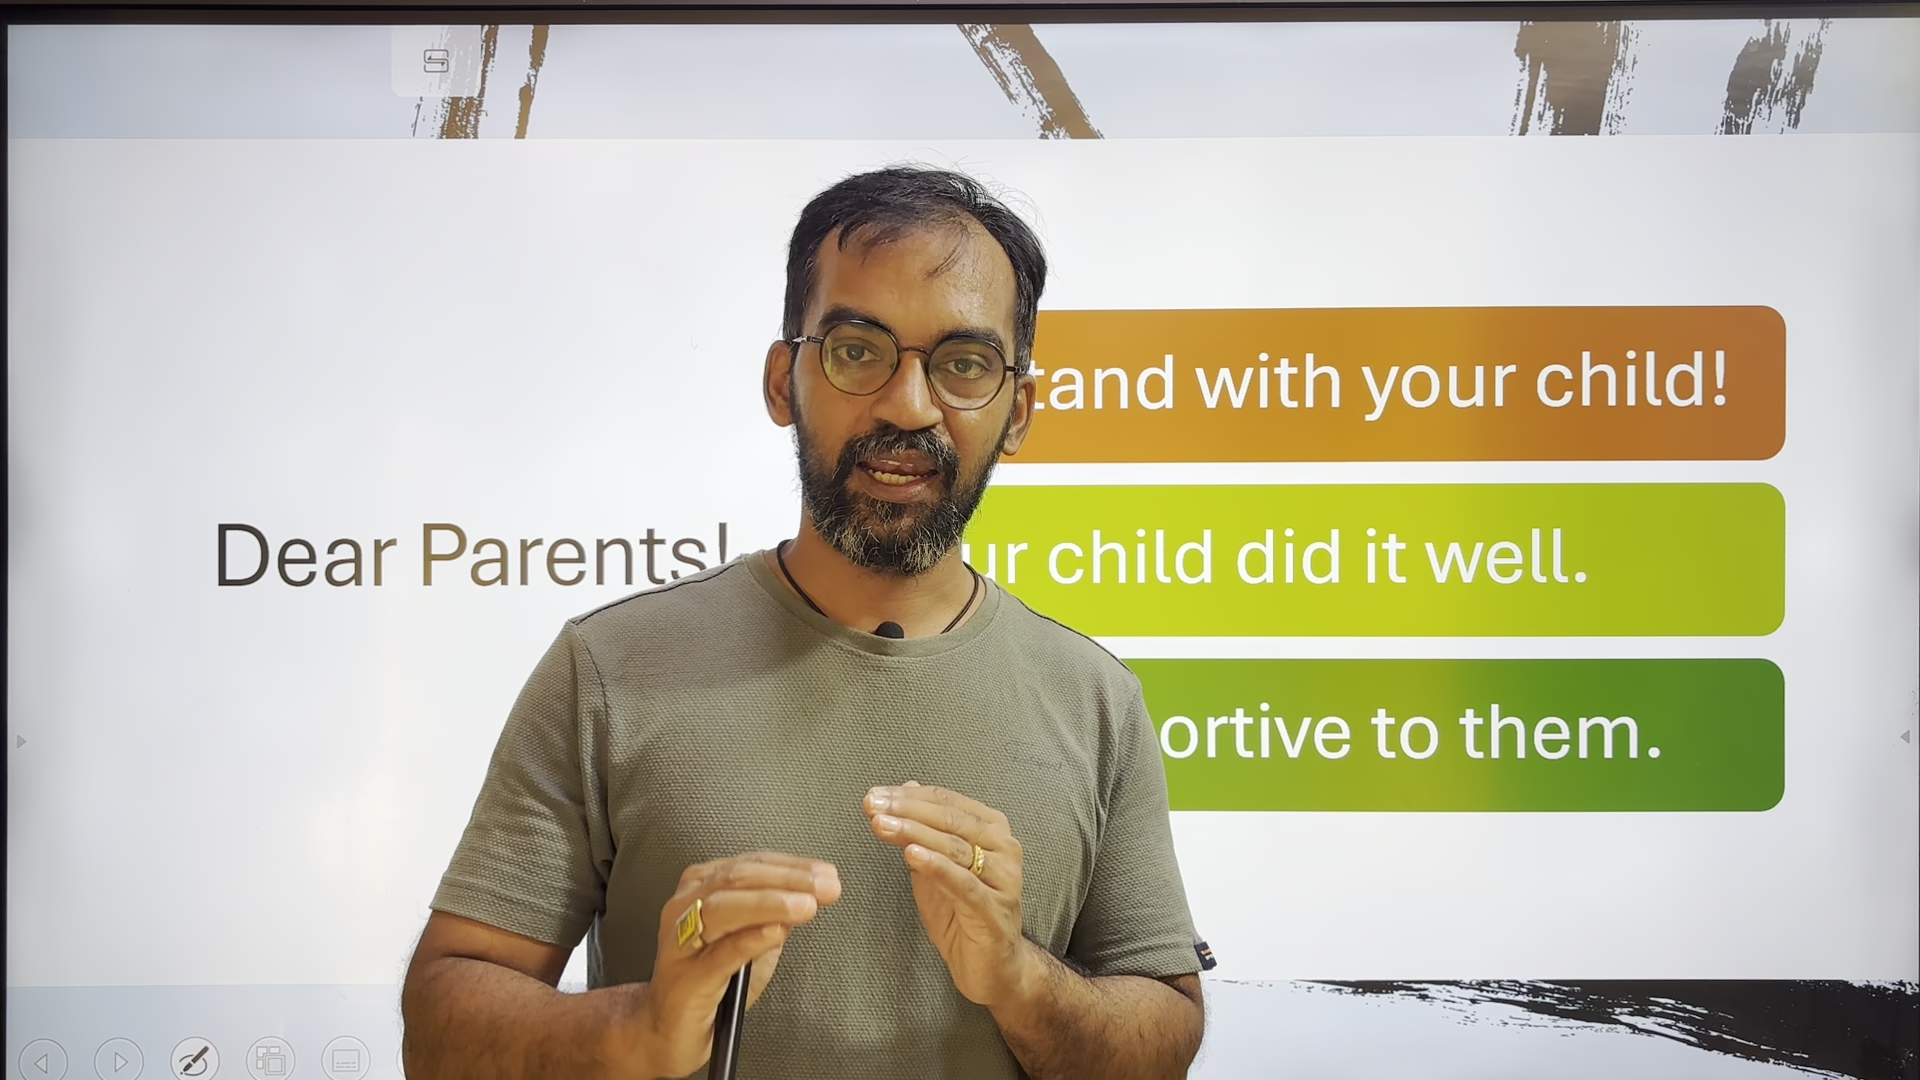 Dear Parents!
tand with your child!
ur child did it well.
ortive to them.